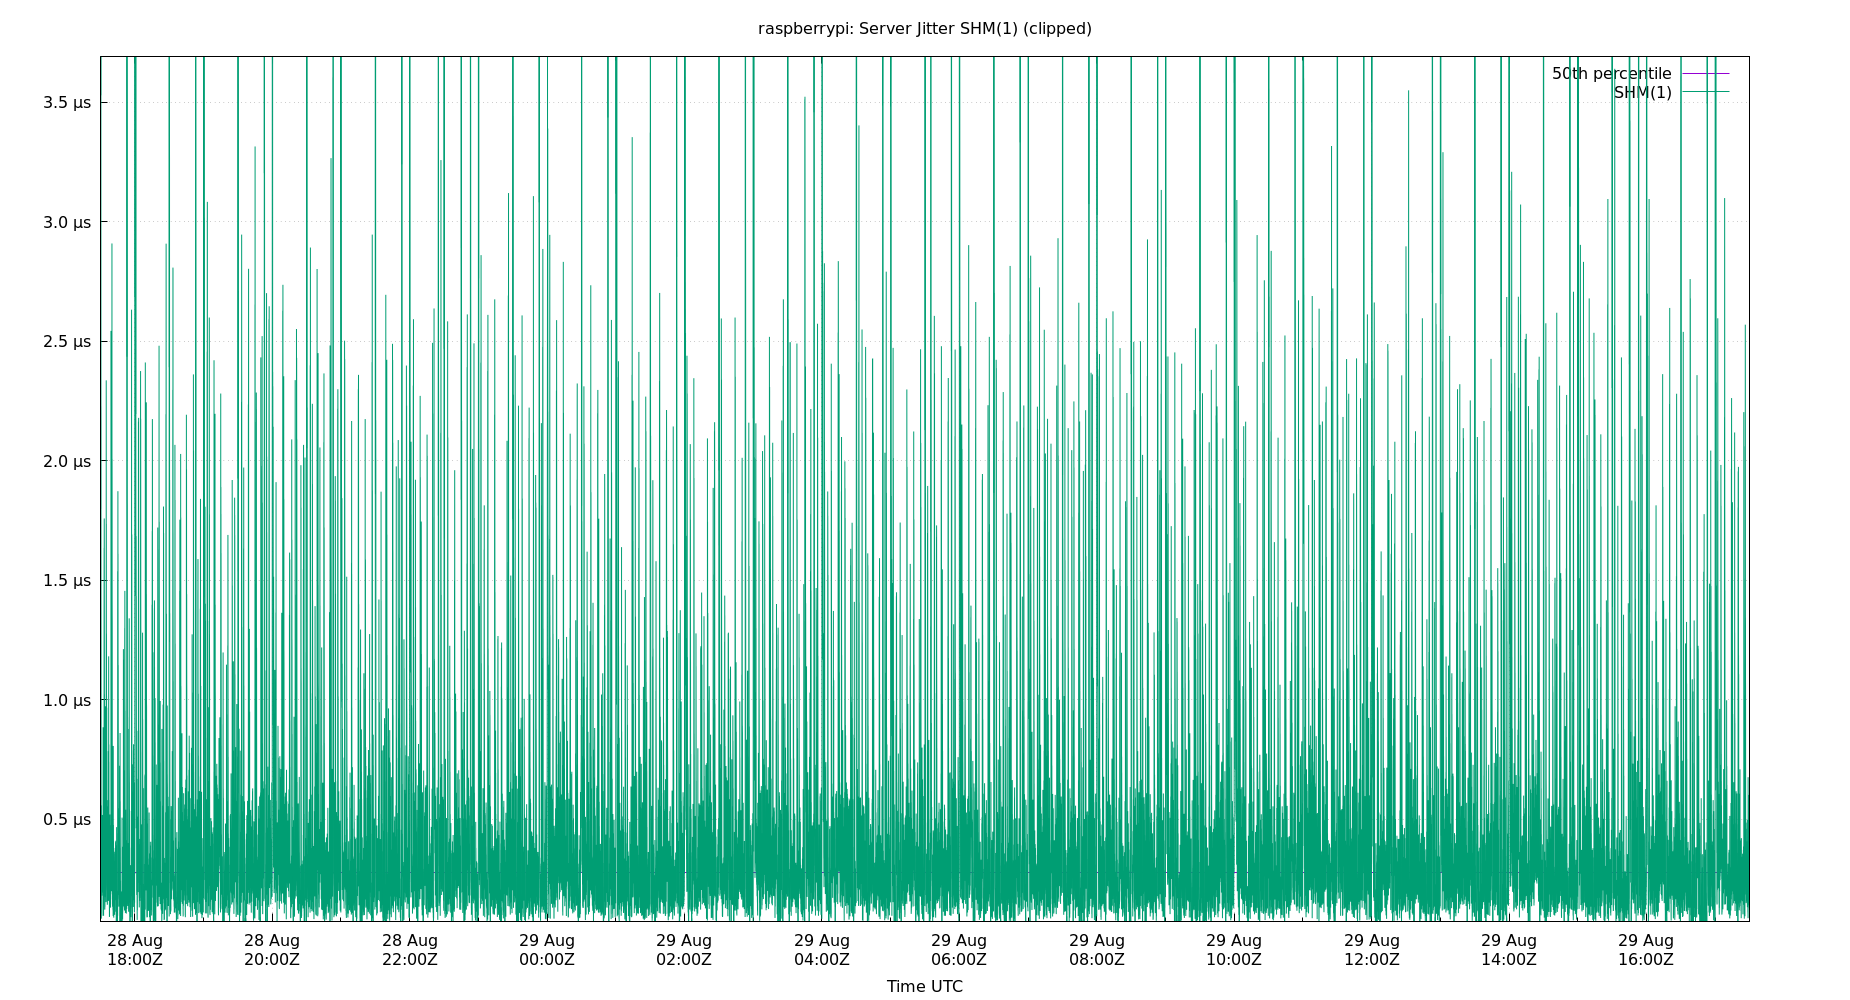 raspberrypi: Server Jitter SHM(1) (clipped)
50th percentile
SHM(1)
3.5 µs
3.0 µs
2.5 µs
2.0 µs
1.5 µs
1.0 µs
0.5 µs
28 Aug 28 Aug 28 Aug 29 Aug 29 Aug 29 Aug 29 Aug 29 Aug 29 Aug 29 Aug 29 Aug 29 Aug
18:00Z 20:00Z 22:00Z 00:00Z 02:00Z 04:00Z 06:00Z 08:00Z 10:00Z 12:00Z 14:00Z 16:00Z
Time UTC